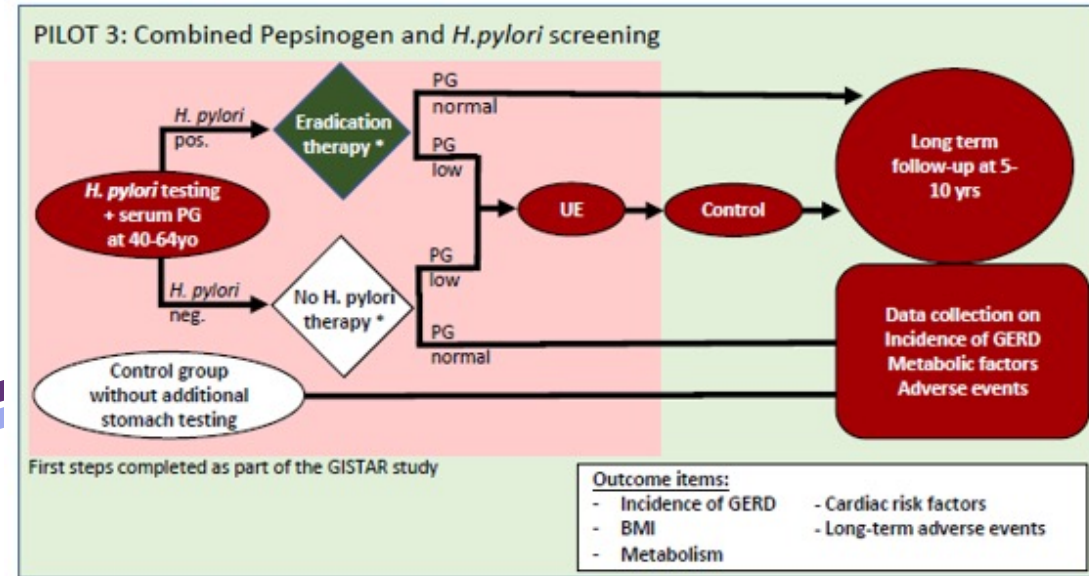 PILOT 3: Combined Pepsinogen and H.pylori screening
H. pylori
pos.
Eradication
therapy *
PG
normal
PG
low
H. pylori testing
+ serum PG
at 40-64yo
UE
Control
Long term
follow-up at 5-
10 yrs
H. pylori
neg.
No H. pylori
therapy *
PG
low
PG
normal
Data collection on
Incidence of GERD
Metabolic factors
Adverse events
Control group
without additional
stomach testing
First steps completed as part of the GISTAR study
Outcome items:
- Incidence of GERD - Cardiac risk factors
- BMI - Long-term adverse events
- Metabolism